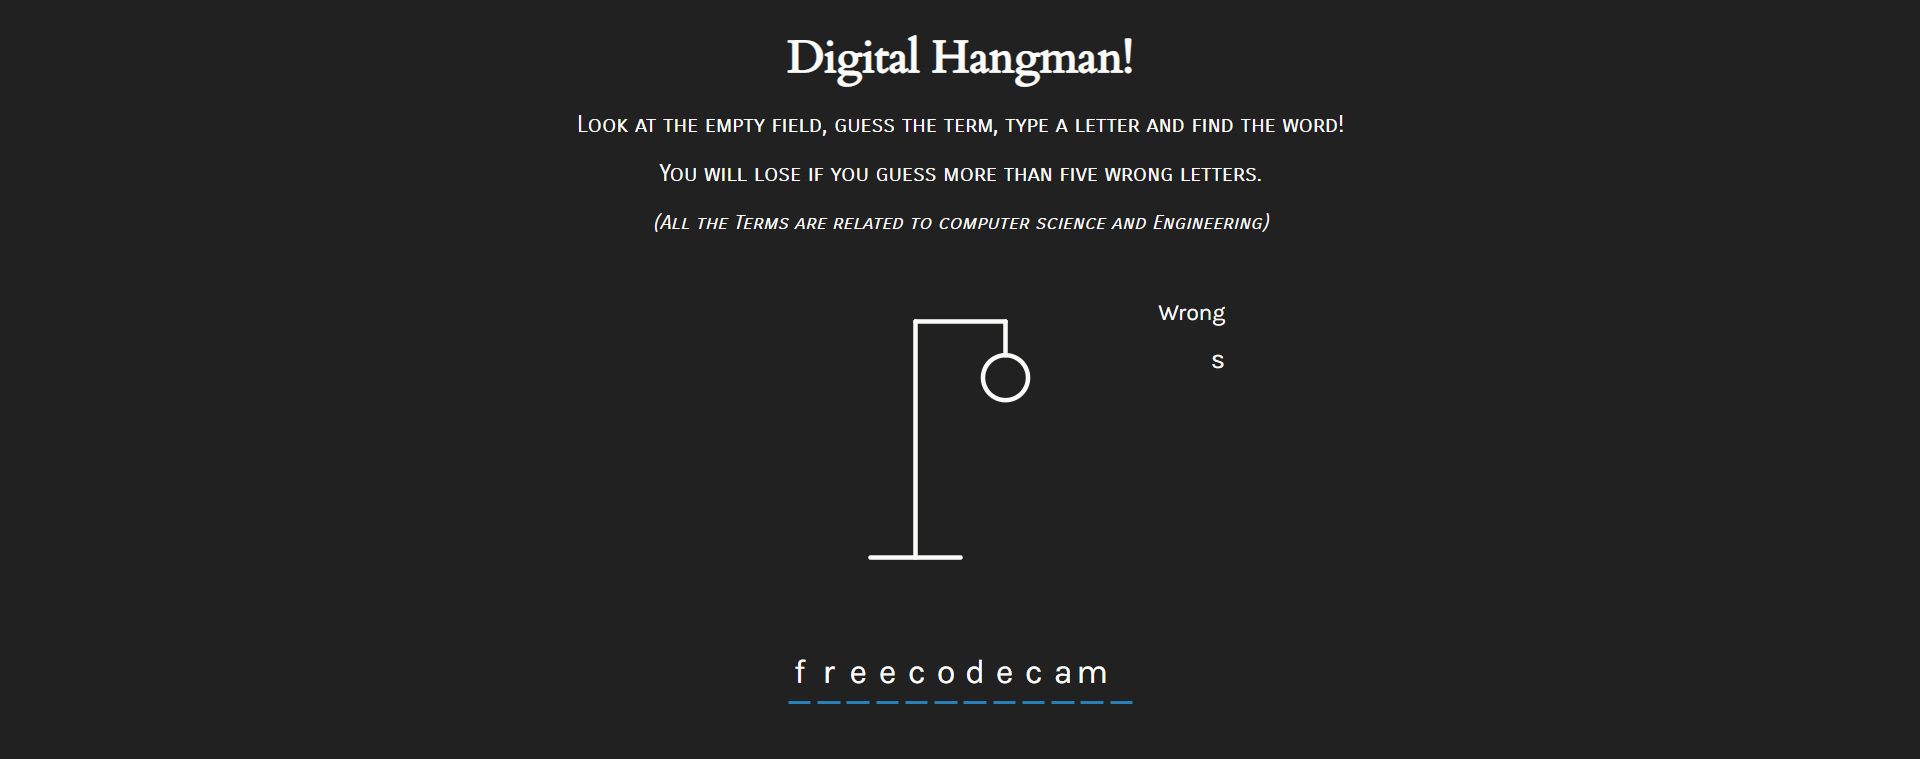 Digital Hangman!
Look at the empty field, guess the term, type a letter and find the word!
You will lose if you guess more than five wrong letters.
(All the Terms are related to computer science and Engineering)
Wrong
s
f r e e c o d e c a m